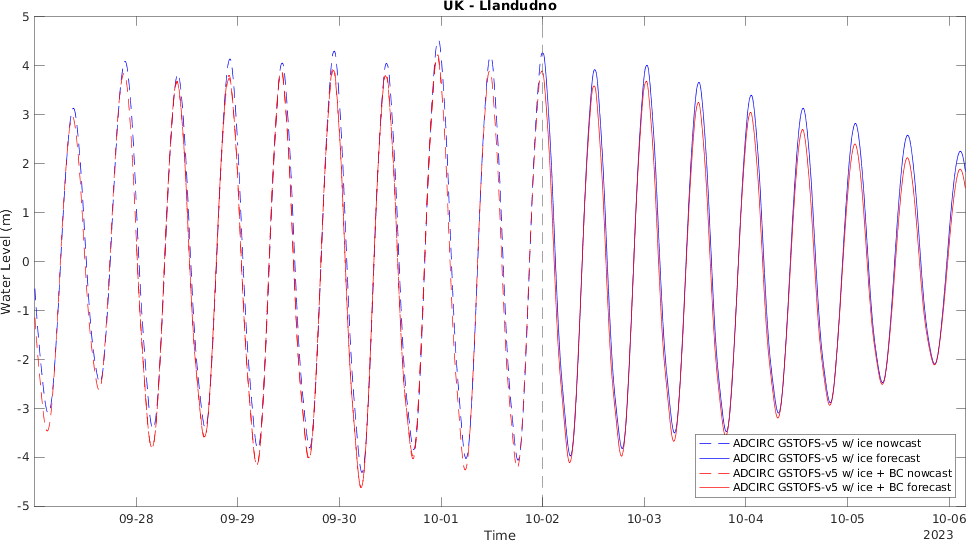 UK - Llandudno
5
4
3
2
1
0
-1
-2
-3
-4
-5
Water Level (m)
ADCIRC GSTOFS-v5 w/ ice nowcast
ADCIRC GSTOFS-v5 w/ ice forecast
ADCIRC GSTOFS-v5 w/ ice + BC nowcast
ADCIRC GSTOFS-v5 w/ ice + BC forecast
09-28 09-29 09-30 10-01 10-02 10-03 10-04 10-05 10-06
Time
2023